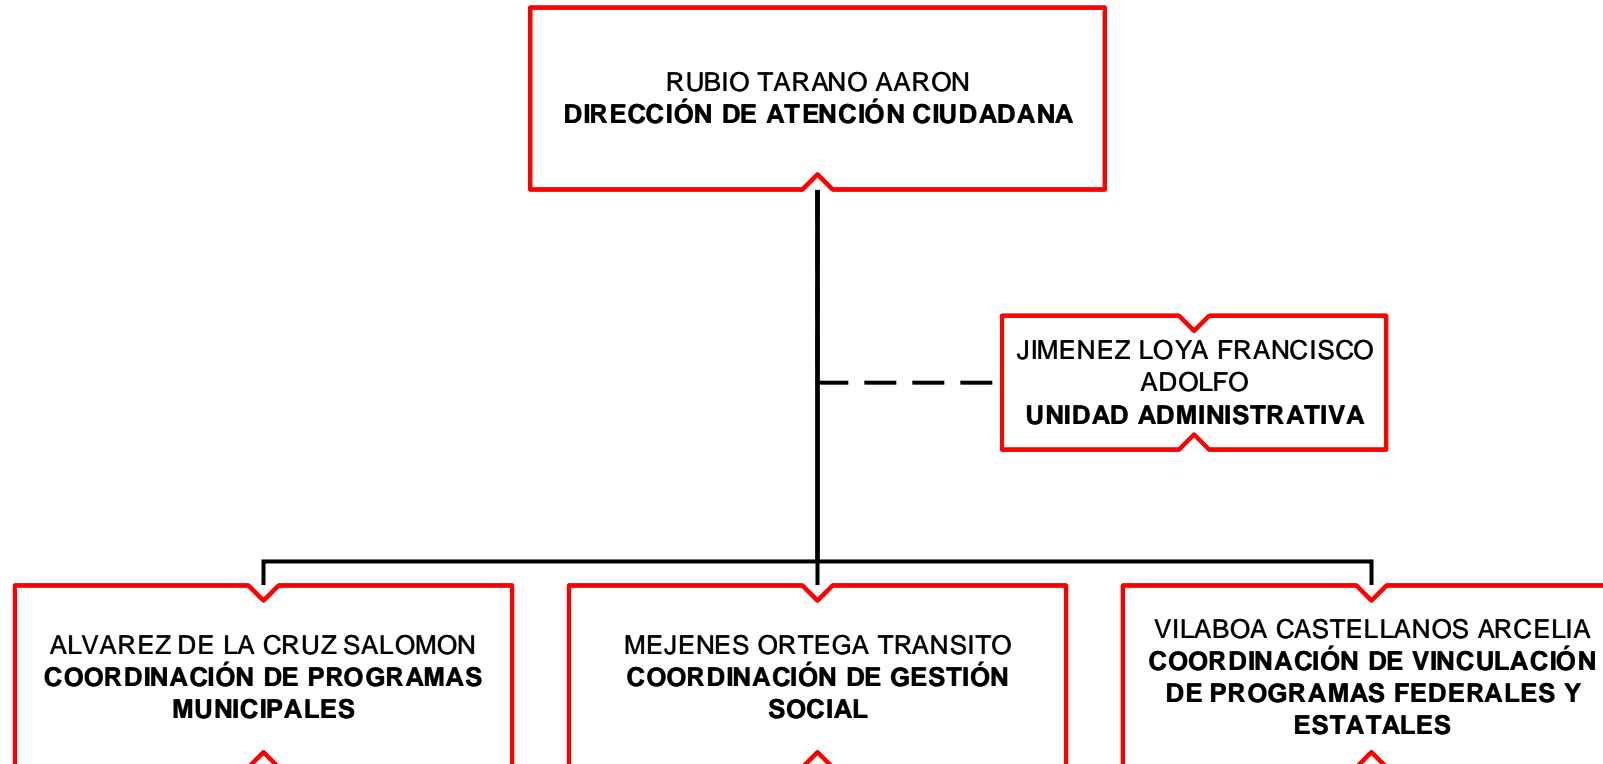 RUBIO TARANO AARON
DIRECCIÓN DE ATENCIÓN CIUDADANA
JIMENEZ LOYA FRANCISCO
ADOLFO
UNIDAD ADMINISTRATIVA
ALVAREZ DE LA CRUZ SALOMON
COORDINACIÓN DE PROGRAMAS
MUNICIPALES
MEJENES ORTEGA TRANSITO
COORDINACIÓN DE GESTIÓN
SOCIAL
VILABOA CASTELLANOS ARCELIA
COORDINACIÓN DE VINCULACIÓN
DE PROGRAMAS FEDERALES Y
ESTATALES